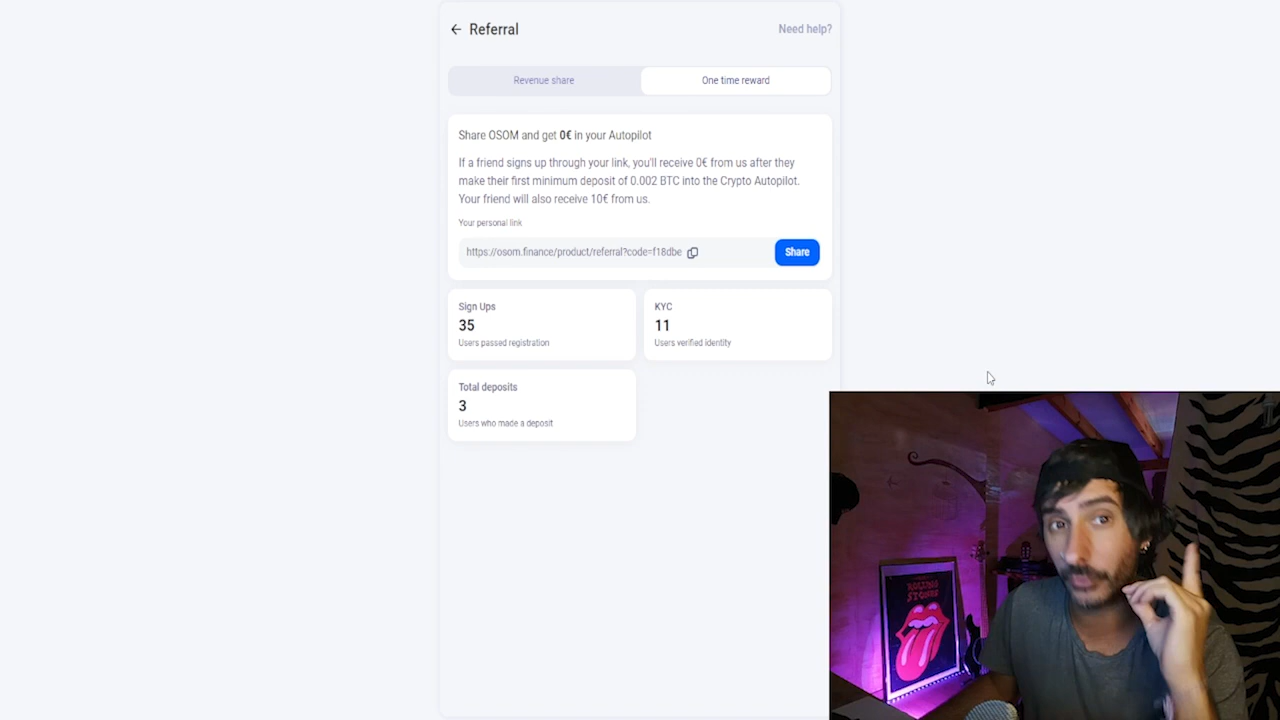 Referral
Need help?
Revenue share
One time reward
Share OSOM and get 0€ in your Autopilot
If a friend signs up through your link, you'll receive 0€ from us after they
make their first minimum deposit of 0.002 BTC into the Crypto Autopilot.
Your friend will also receive 10€ from us.
Your personal link
https://osom.finance/product/referral?code=f18dbe
Share
Sign Ups
35
Users passed registration
KYC
11
Users verified identity
Total deposits
3
Users who made a deposit
ROLLING
STONES